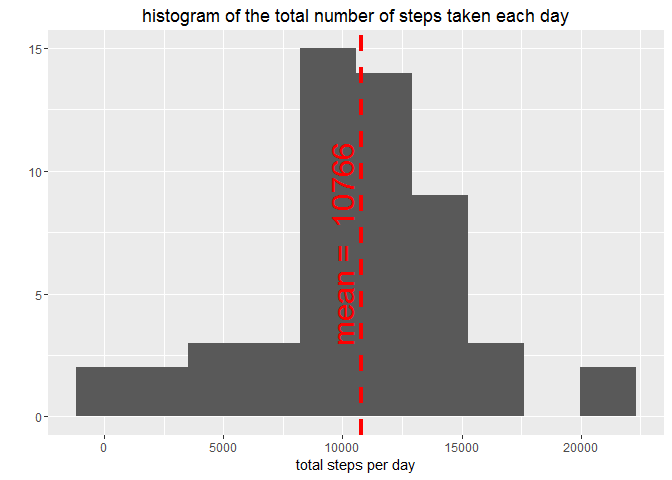 histogram of the total number of steps taken each day
15
10
5
0
mean = 10766
0 5000 10000 15000 20000
total steps per day